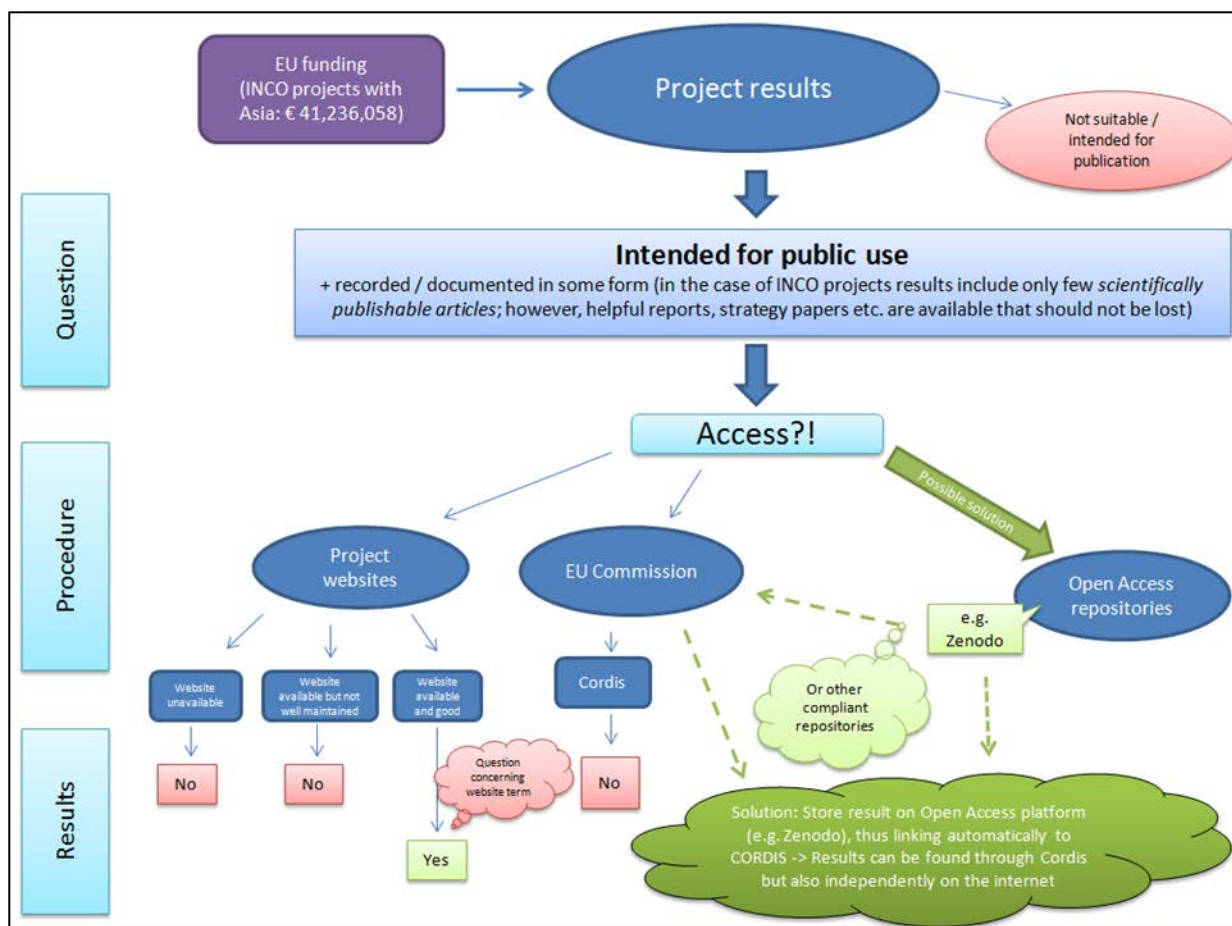 EU funding
(INCO projects with
Asia: € 41,236,058)
Project results
Not suitable /
intended for
publication
Question
Intended for public use
+ recorded / documented in some form (in the case of INCO projects results include only few scientifically
publishable articles; however, helpful reports, strategy papers etc. are available that should not be lost)
Access?!
Possible solution
Procedure
Project
websites
EU Commission
Open Access
repositories
e.g.
Zenodo
Website
unavailable
Website
available but not
well maintained
Website
available
and good
Cordis
Or other
compliant
repositories
Results
No
No
Question
concerning
website term
No
Yes
Solution: Store result on Open Access platform
(e.g. Zenodo), thus linking automatically to
CORDIS -> Results can be found through Cordis
but also independently on the internet